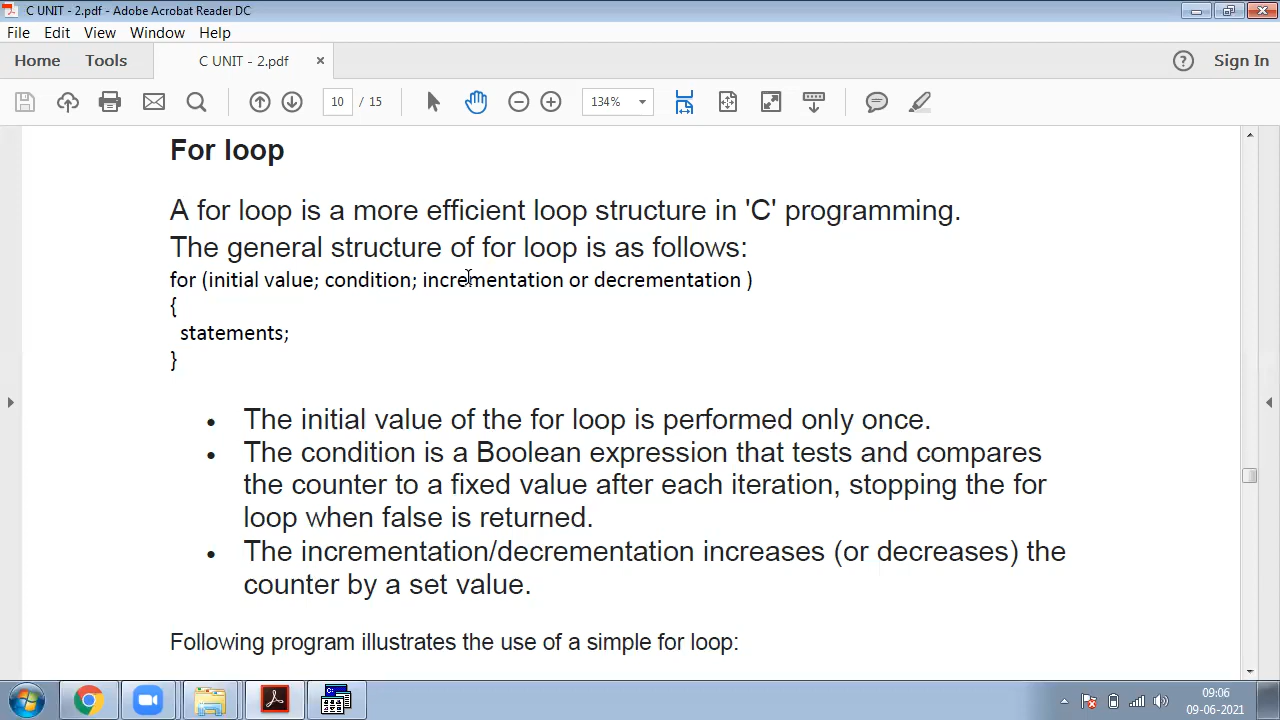 C UNIT - 2.pdf - Adobe Acrobat Reader DC
File Edit View Window Help
Home Tools C UNIT - 2.pdf × ? Sign In
10 / 15 134%
For loop
A for loop is a more efficient loop structure in 'C' programming.
The general structure of for loop is as follows:
for (initial value; condition; incrementation or decrementation )
{
statements;
}
• The initial value of the for loop is performed only once.
• The condition is a Boolean expression that tests and compares
the counter to a fixed value after each iteration, stopping the for
loop when false is returned.
• The incrementation/decrementation increases (or decreases) the
counter by a set value.
Following program illustrates the use of a simple for loop:
09:06
09-06-2021